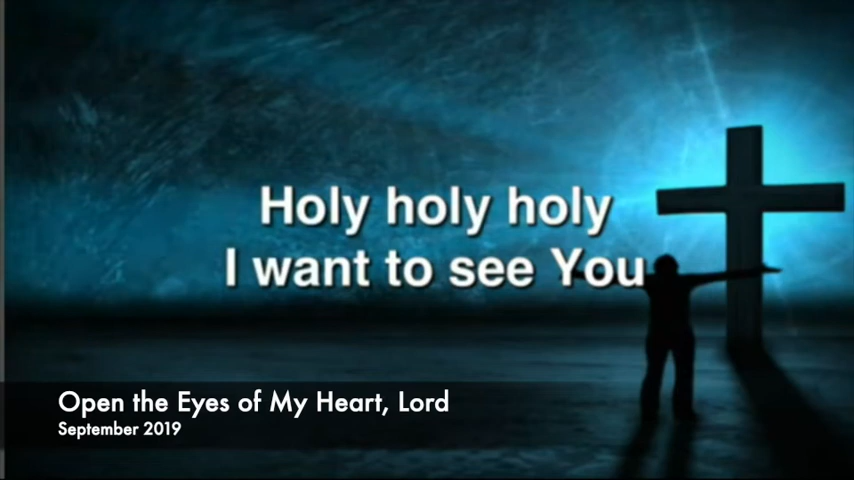 Holy holy holy
I want to see You
Open the Eyes of My Heart, Lord
September 2019